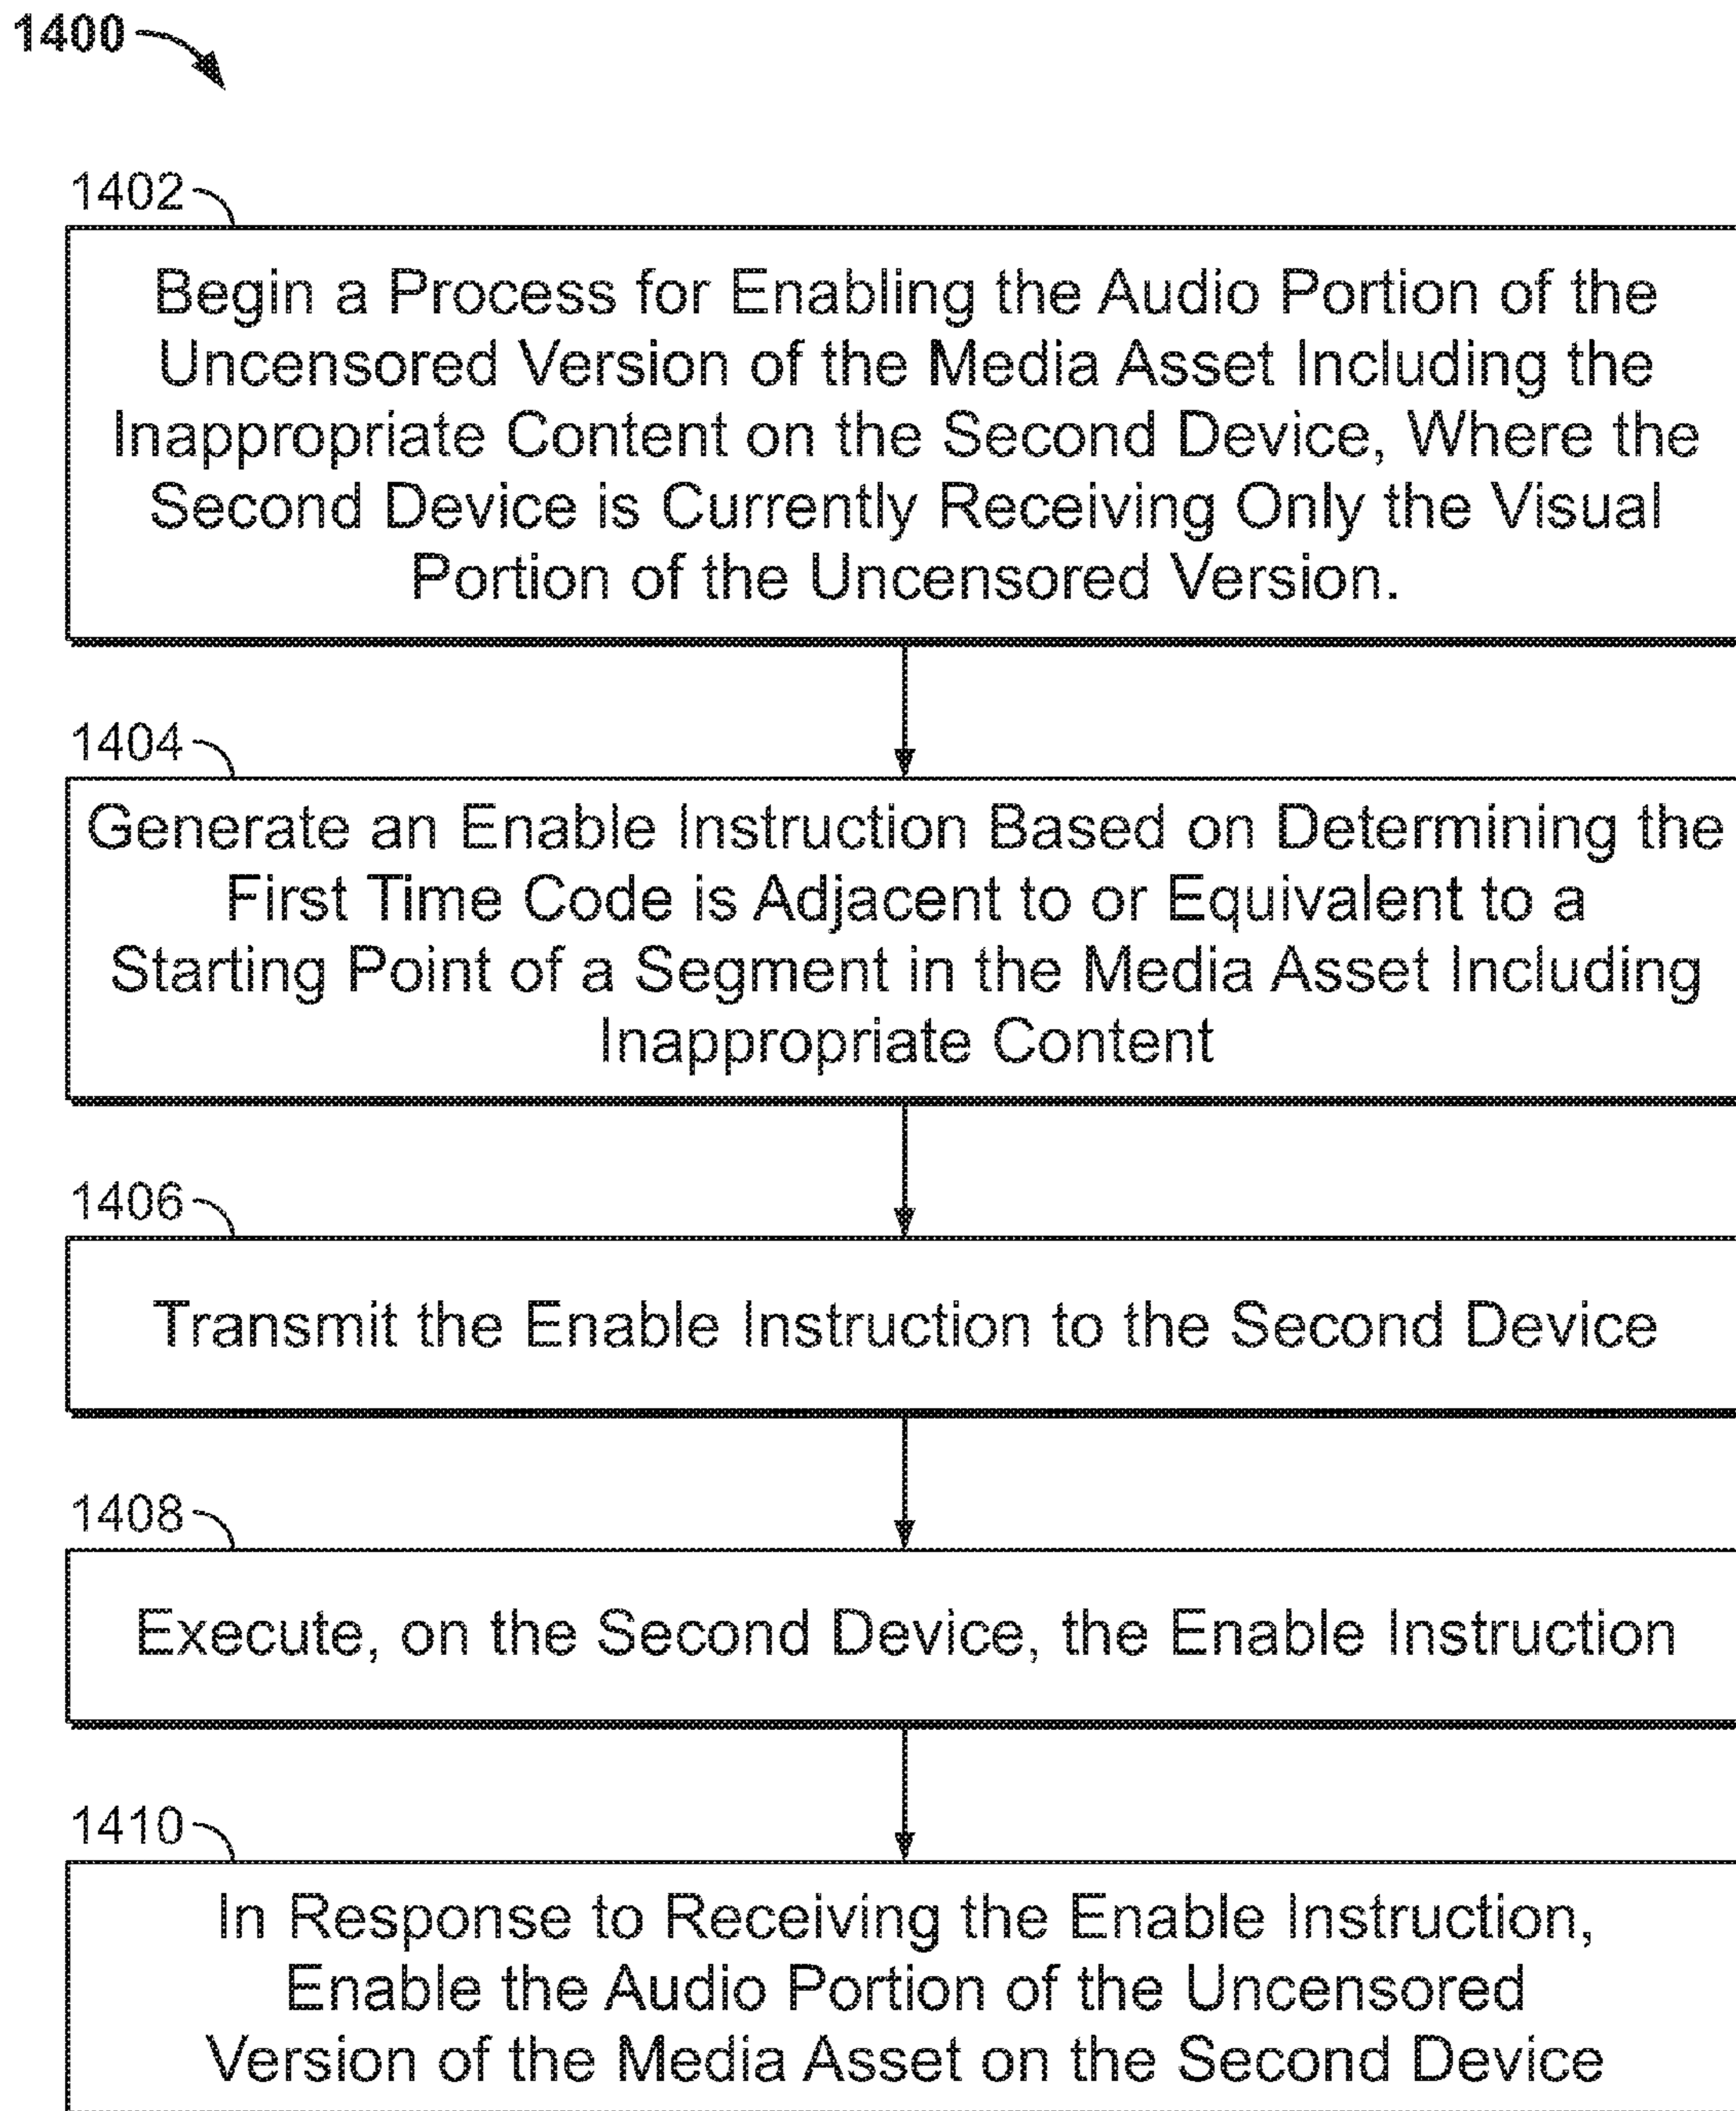 1400
1402
Begin a Process for Enabling the Audio Portion of the
Uncensored Version of the Media Asset Including the
Inappropriate Content on the Second Device, Where the
Second Device is Currently Receiving Only the Visual
Portion of the Uncensored Version.
1404
Generate an Enable Instruction Based on Determining the
First Time Code is Adjacent to or Equivalent to a
Starting Point of a Segment in the Media Asset Including
Inappropriate Content
1406
Transmit the Enable Instruction to the Second Device
1408
Execute, on the Second Device, the Enable Instruction
1410
In Response to Receiving the Enable Instruction,
Enable the Audio Portion of the Uncensored
Version of the Media Asset on the Second Device